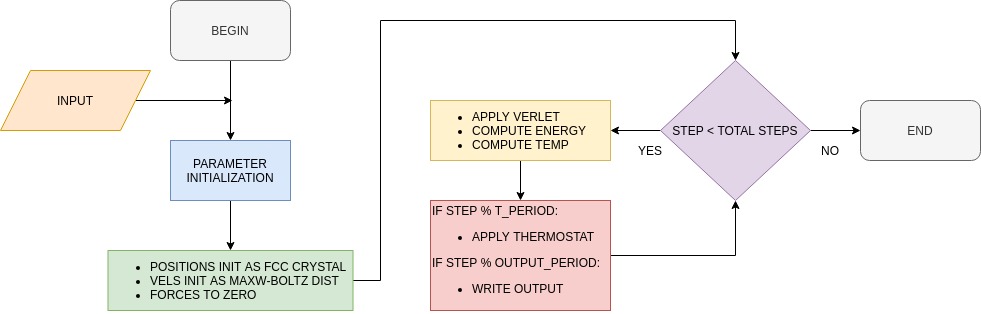 BEGIN
INPUT
PARAMETER
INITIALIZATION
• POSITIONS INIT AS FCC CRYSTAL
• VELS INIT AS MAXW-BOLTZ DIST
• FORCES TO ZERO
STEP < TOTAL STEPS
YES
NO
END
• APPLY VERLET
• COMPUTE ENERGY
• COMPUTE TEMP
IF STEP % T_PERIOD:
• APPLY THERMOSTAT
IF STEP % OUTPUT_PERIOD:
• WRITE OUTPUT